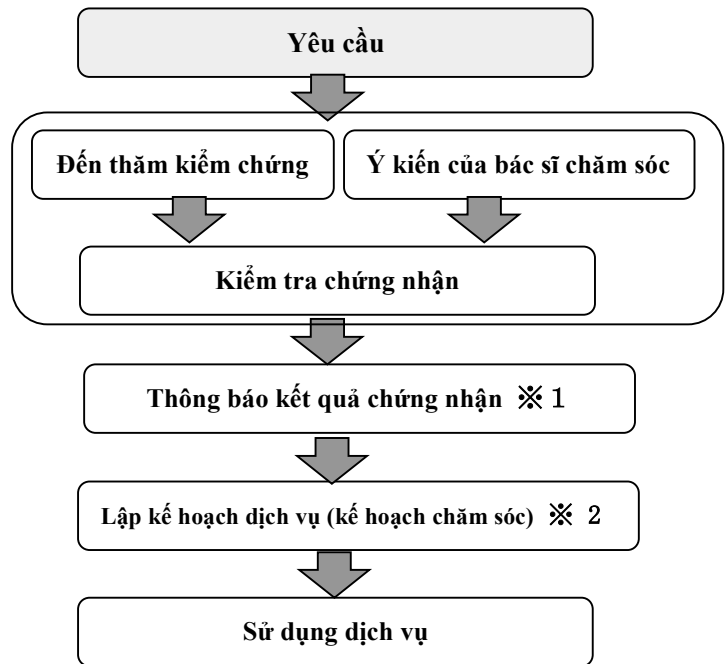 Yêu cầu
Đến thăm kiểm chứng
Ý kiến của bác sĩ chăm sóc
Kiểm tra chứng nhận
Thông báo kết quả chứng nhận ※１
Lập kế hoạch dịch vụ (kế hoạch chăm sóc) ※ ２
Sử dụng dịch vụ